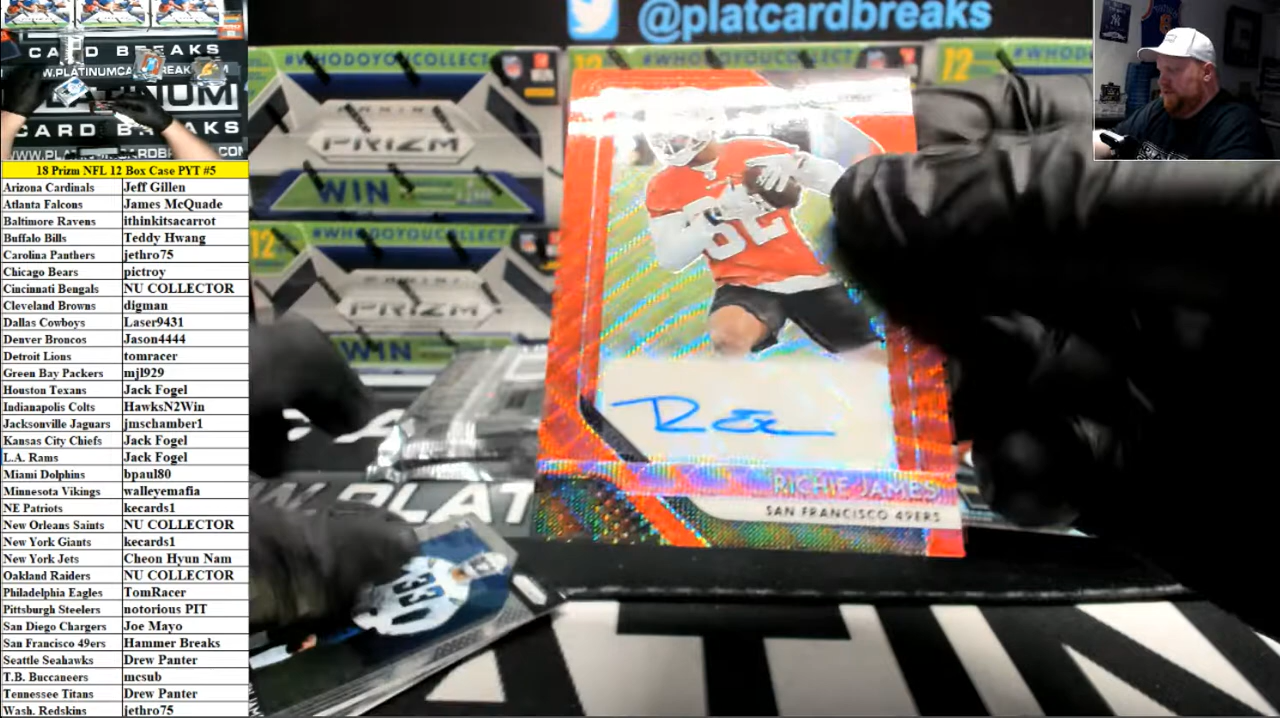 @platcardbreaks
CARD BREAKS
CARD BREAKS
#WHODOYOUCOLLECT
12
PANINI
PRIZM
WIN
#WHODOYOUCOLLECT
12
PRIZM
WIN
RICHIE JAMES
SAN FRANCISCO 49ERS
18 Prizm NFL 12 Box Case PYT #5
Arizona Cardinals Jeff Gillen
Atlanta Falcons James McQuade
Baltimore Ravens ithinkitsacarrot
Buffalo Bills Teddy Hwang
Carolina Panthers jethro75
Chicago Bears pictroy
Cincinnati Bengals NU COLLECTOR
Cleveland Browns digman
Dallas Cowboys Laser9431
Denver Broncos Jason4444
Detroit Lions tomracer
Green Bay Packers mjl929
Houston Texans Jack Fogel
Indianapolis Colts HawksN2Win
Jacksonville Jaguars jmschamber1
Kansas City Chiefs Jack Fogel
L.A. Rams Jack Fogel
Miami Dolphins bpaul80
Minnesota Vikings walleyemafia
NE Patriots kecards1
New Orleans Saints NU COLLECTOR
New York Giants kecards1
New York Jets Cheon Hyun Nam
Oakland Raiders NU COLLECTOR
Philadelphia Eagles TomRacer
Pittsburgh Steelers notorious PIT
San Diego Chargers Joe Mayo
San Francisco 49ers Hammer Breaks
Seattle Seahawks Drew Panter
T.B. Buccaneers mcsub
Tennessee Titans Drew Panter
Wash. Redskins jethro75